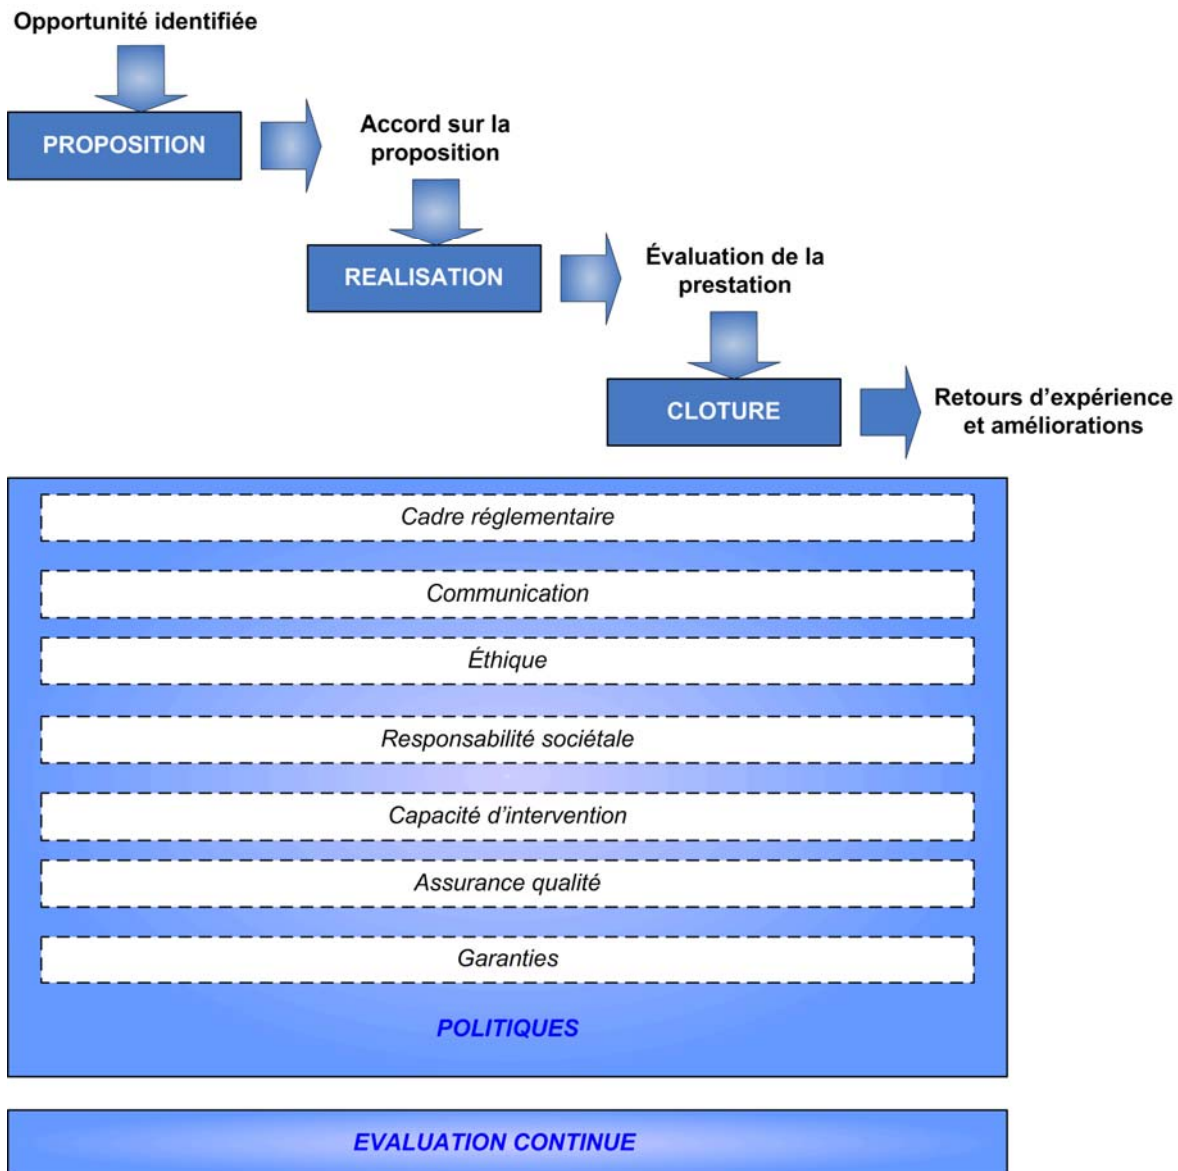 Opportunité identifiée
PROPOSITION
Accord sur la
proposition
REALISATION
Évaluation de la
prestation
CLOTURE
Retours d’expérience
et améliorations
Cadre réglementaire
Communication
Éthique
Responsabilité sociétale
Capacité d’intervention
Assurance qualité
Garanties
POLITIQUES
EVALUATION CONTINUE